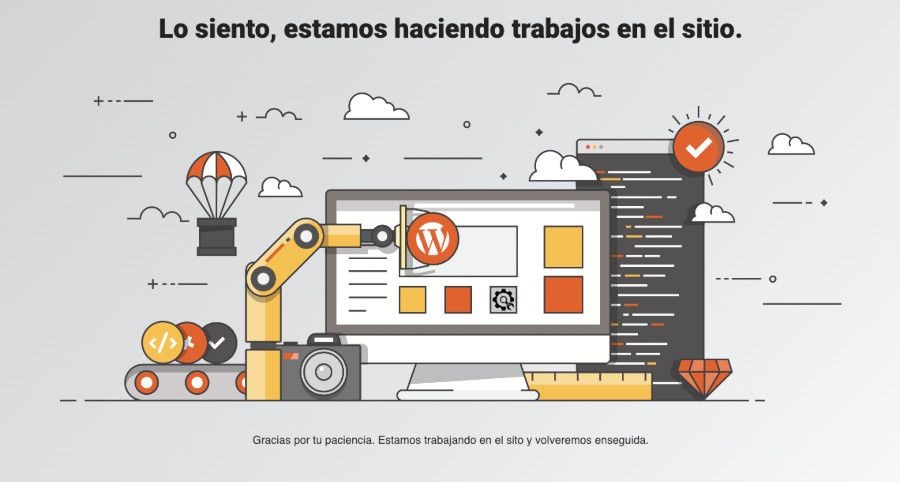 Lo siento, estamos haciendo trabajos en el sitio.
</>
Gracias por tu paciencia. Estamos trabajando en el sito y volveremos enseguida.